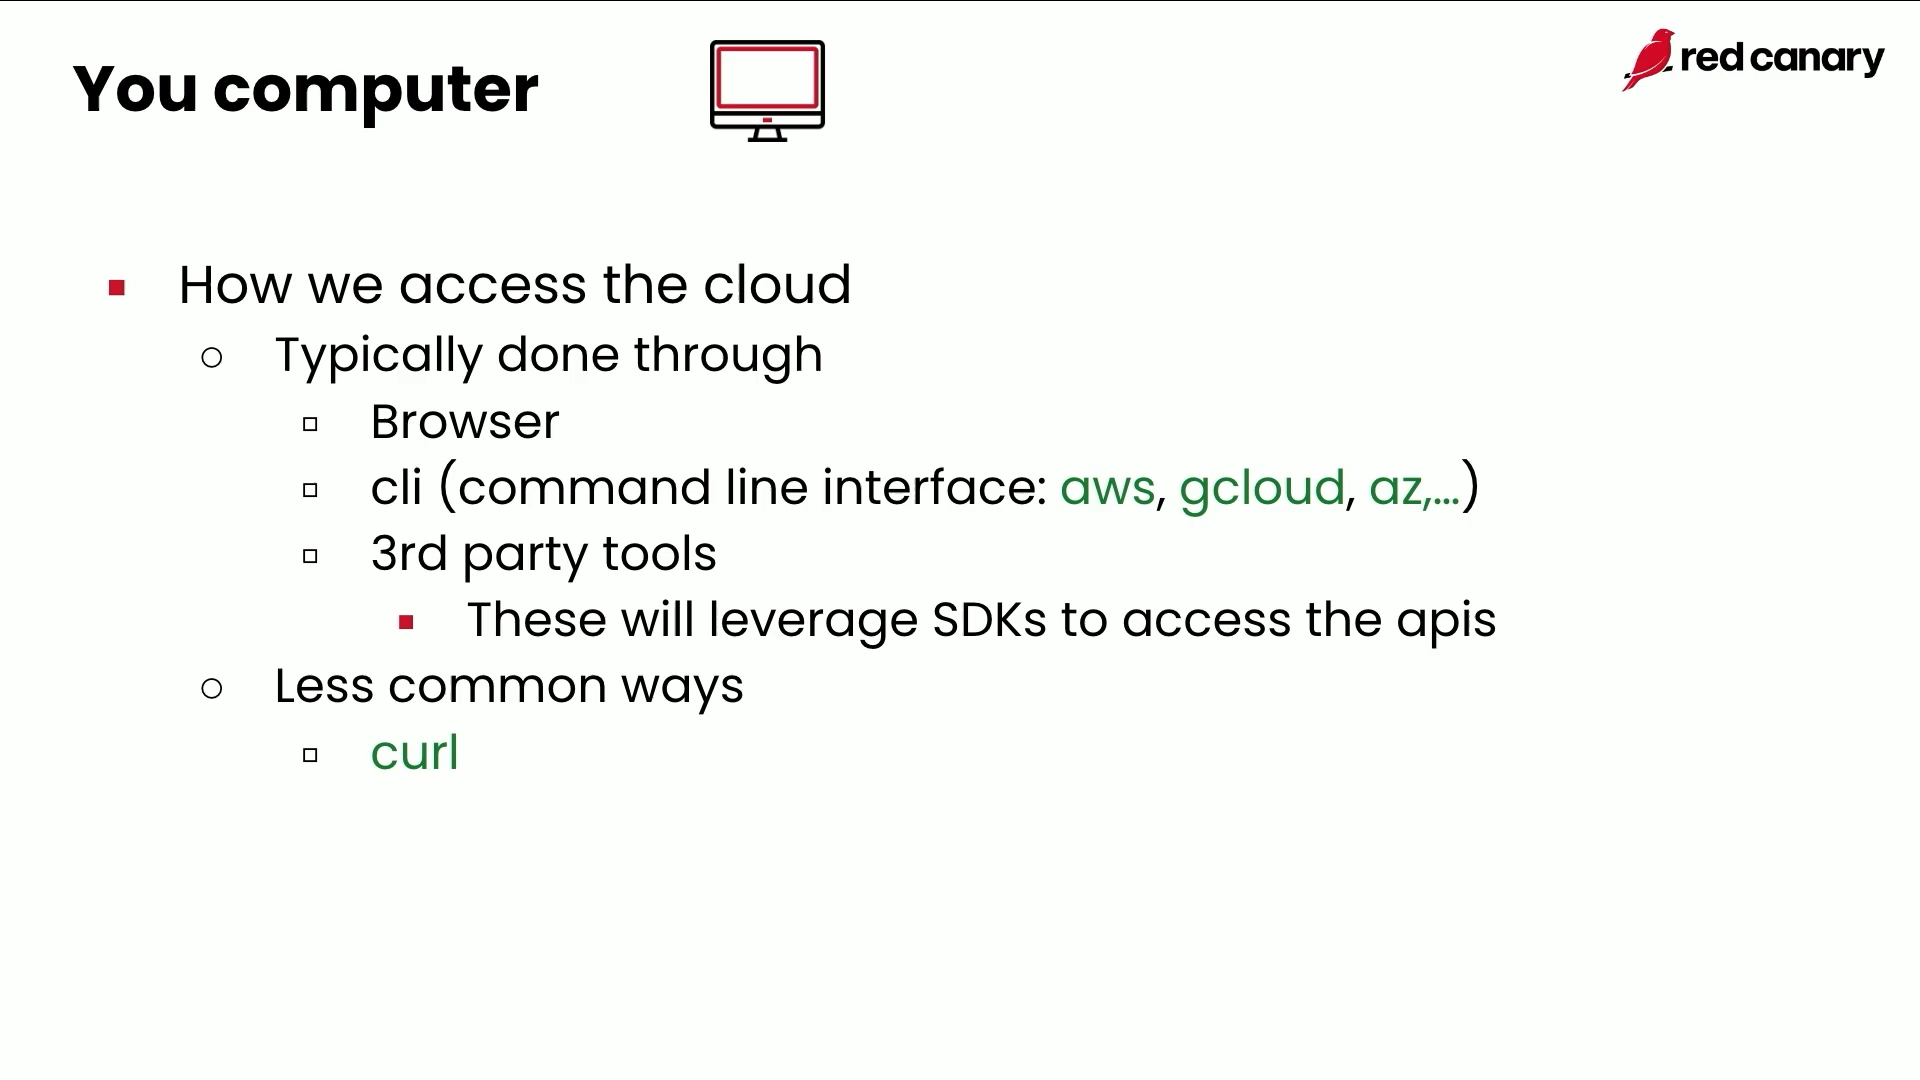 You computer
red canary
How we access the cloud
Typically done through
Browser
cli (command line interface: aws, gcloud, az,...)
3rd party tools
These will leverage SDKs to access the apis
Less common ways
curl